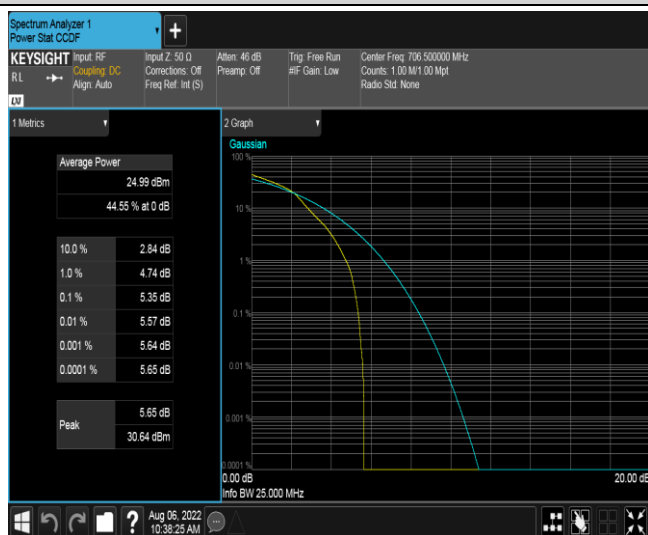 Spectrum Analyzer 1
Power Stat CCDF
+
KEYSIGHT
RL
LXI
Input: RF
Coupling: DC
Align: Auto
Input Z: 50 Ω
Corrections: Off
Freq Ref: Int (S)
Atten: 46 dB
Preamp: Off
Trig: Free Run
#IF Gain: Low
Center Freq: 706.500000 MHz
Counts: 1.00 M/1.00 Mpt
Radio Std: None
1 Metrics
Average Power
24.99 dBm
44.55 % at 0 dB
10.0 % 2.84 dB
1.0 % 4.74 dB
0.1 % 5.35 dB
0.01 % 5.57 dB
0.001 % 5.64 dB
0.0001 % 5.65 dB
Peak
5.65 dB
30.64 dBm
2 Graph
Gaussian
100 %
10 %
1 %
0.1 %
0.01 %
0.001 %
0.0001 %
0.00 dB
20.00 dB
Info BW 25.000 MHz
?
Aug 06, 2022
10:38:25 AM